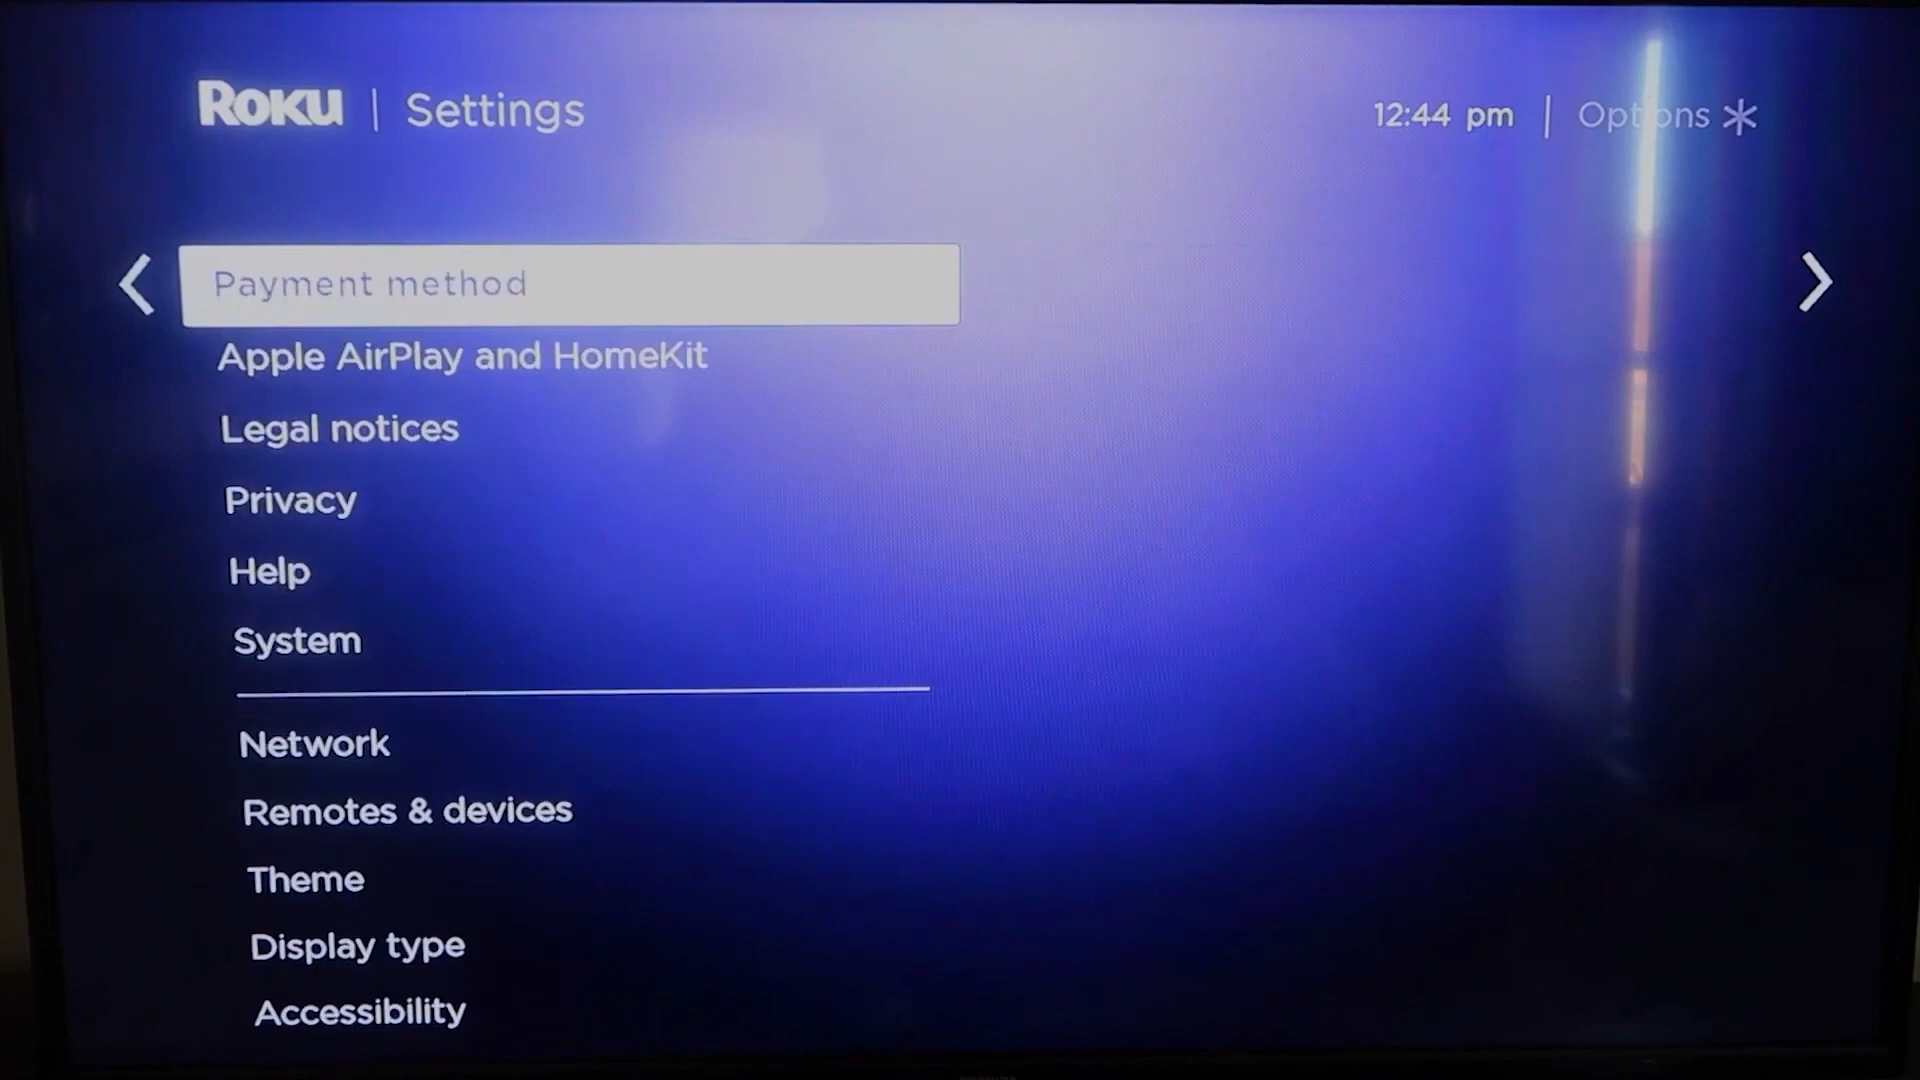 Roku | Settings
12:44 pm | Options *
Payment method
Apple AirPlay and HomeKit
Legal notices
Privacy
Help
System
Network
Remotes & devices
Theme
Display type
Accessibility